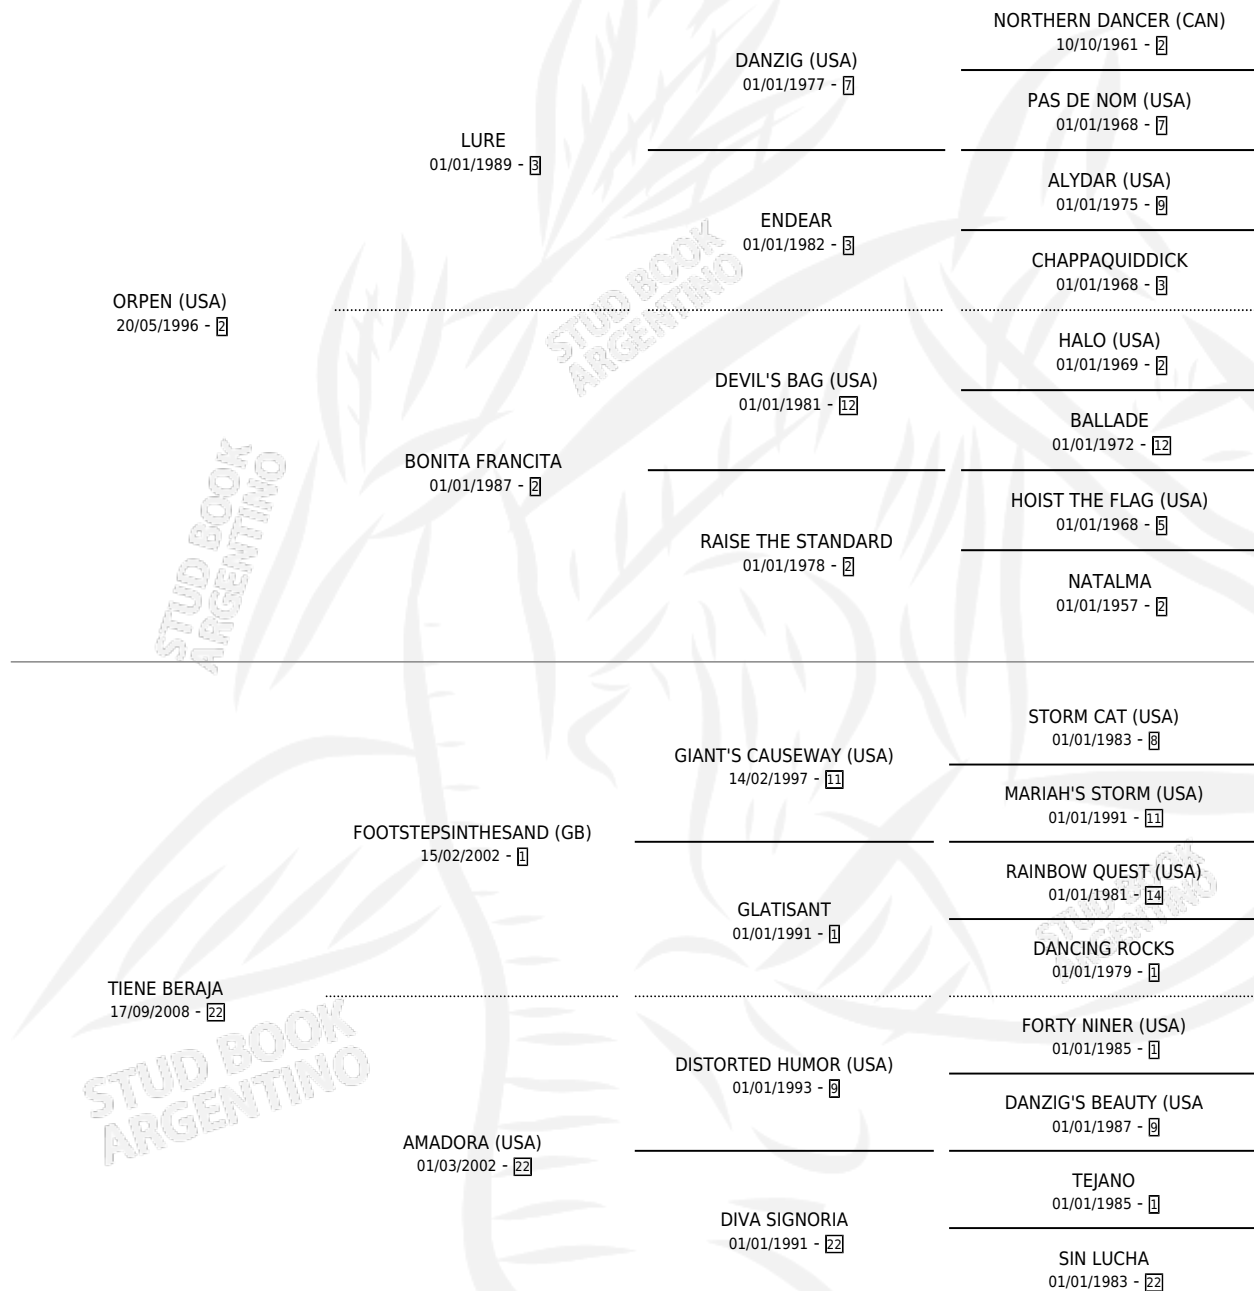 NORTHERN DANCER (CAN)
10/10/1961 - 2
DANZIG (USA)
01/01/1977 - 7
PAS DE NOM (USA)
01/01/1968 - 7
LURE
01/01/1989 - 3
ALYDAR (USA)
01/01/1975 - 9
ENDEAR
01/01/1982 - 3
CHAPPAQUIDDICK
01/01/1968 - 3
ORPEN (USA)
20/05/1996 - 2
STUD BOOK
ARGENTINO
HALO (USA)
01/01/1969 - 2
DEVIL'S BAG (USA)
01/01/1981 - 12
BALLADE
01/01/1972 - 12
BONITA FRANCITA
01/01/1987 - 2
HOIST THE FLAG (USA)
01/01/1968 - 5
RAISE THE STANDARD
01/01/1978 - 2
NATALMA
01/01/1957 - 2
STUD BOOK
ARGENTINO
STORM CAT (USA)
01/01/1983 - 8
GIANT'S CAUSEWAY (USA)
14/02/1997 - 11
MARIAH'S STORM (USA)
01/01/1991 - 11
FOOTSTEPSINTHESAND (GB)
15/02/2002 - 1
RAINBOW QUEST (USA)
01/01/1981 - 14
GLATISANT
01/01/1991 - 1
DANCING ROCKS
01/01/1979 - 1
STUD BOOK
ARGENTINO
TIENE BERAJA
17/09/2008 - 22
FORTY NINER (USA)
01/01/1985 - 1
DISTORTED HUMOR (USA)
01/01/1993 - 9
DANZIG'S BEAUTY (USA
01/01/1987 - 9
STUD BOOK
ARGENTINO
AMADORA (USA)
01/03/2002 - 22
TEJANO
01/01/1985 - 1
DIVA SIGNORIA
01/01/1991 - 22
SIN LUCHA
01/01/1983 - 22